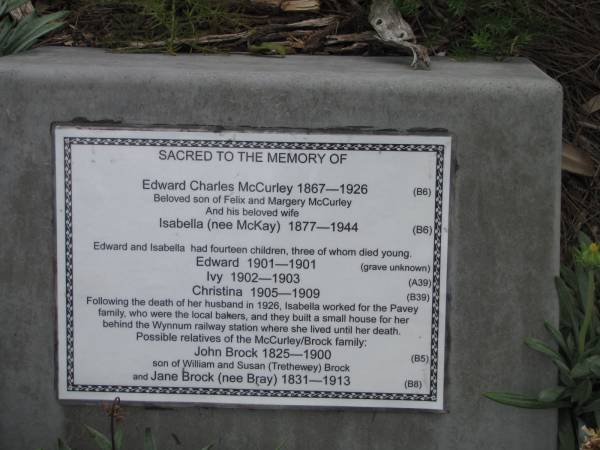 SACRED TO THE MEMORY OF
Edward Charles McCurley 1867—1926 (B6)
Beloved son of Felix and Margery McCurley
And his beloved wife
Isabella (nee McKay) 1877—1944 (B6)
Edward and Isabella had fourteen children, three of whom died young.
Edward 1901—1901 (grave unknown)
Ivy 1902—1903 (A39)
Christina 1905—1909 (B39)
Following the death of her husband in 1926, Isabella worked for the Pavey
family, who were the local bakers, and they built a small house for her
behind the Wynnum railway station where she lived until her death.
Possible relatives of the McCurley/Brock family:
John Brock 1825—1900 (B5)
son of William and Susan (Trethewey) Brock
and Jane Brock (nee Bray) 1831—1913 (B8)